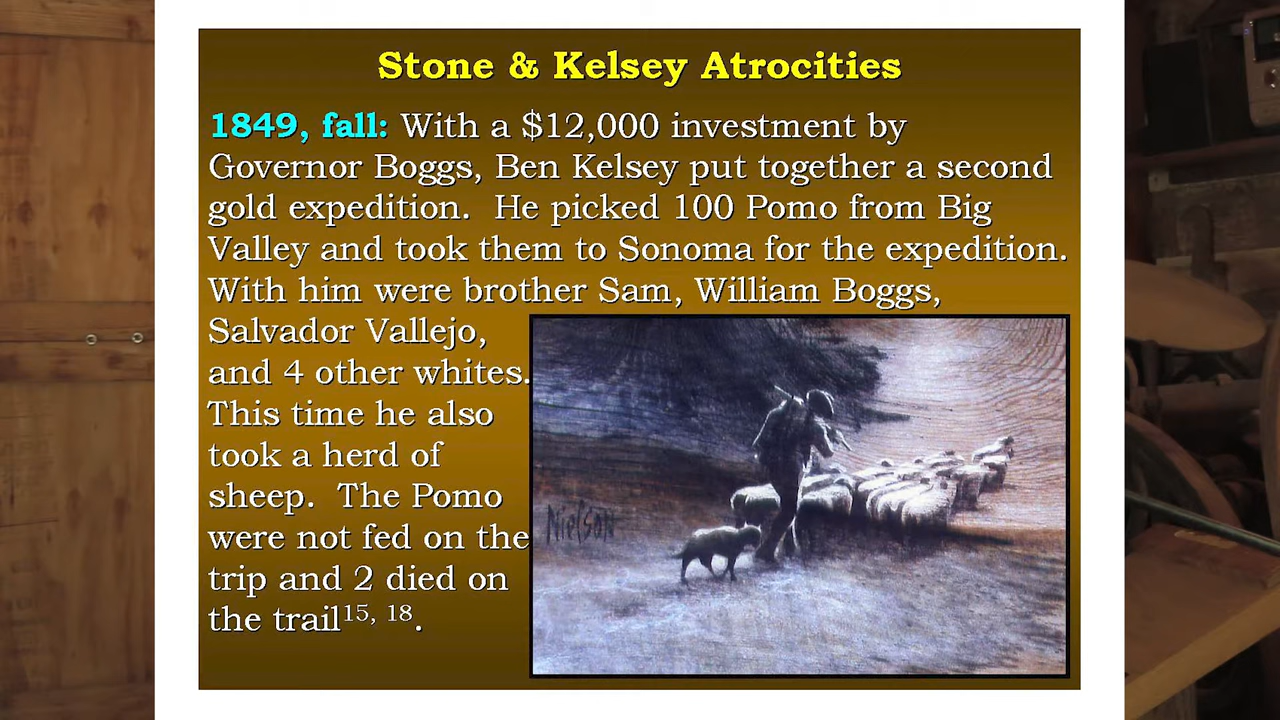 Stone & Kelsey Atrocities
1849, fall: With a $12,000 investment by
Governor Boggs, Ben Kelsey put together a second
gold expedition. He picked 100 Pomo from Big
Valley and took them to Sonoma for the expedition.
With him were brother Sam, William Boggs,
Salvador Vallejo,
and 4 other whites.
This time he also
took a herd of
sheep. The Pomo
were not fed on the
trip and 2 died on
the trail15, 18.
Nielson